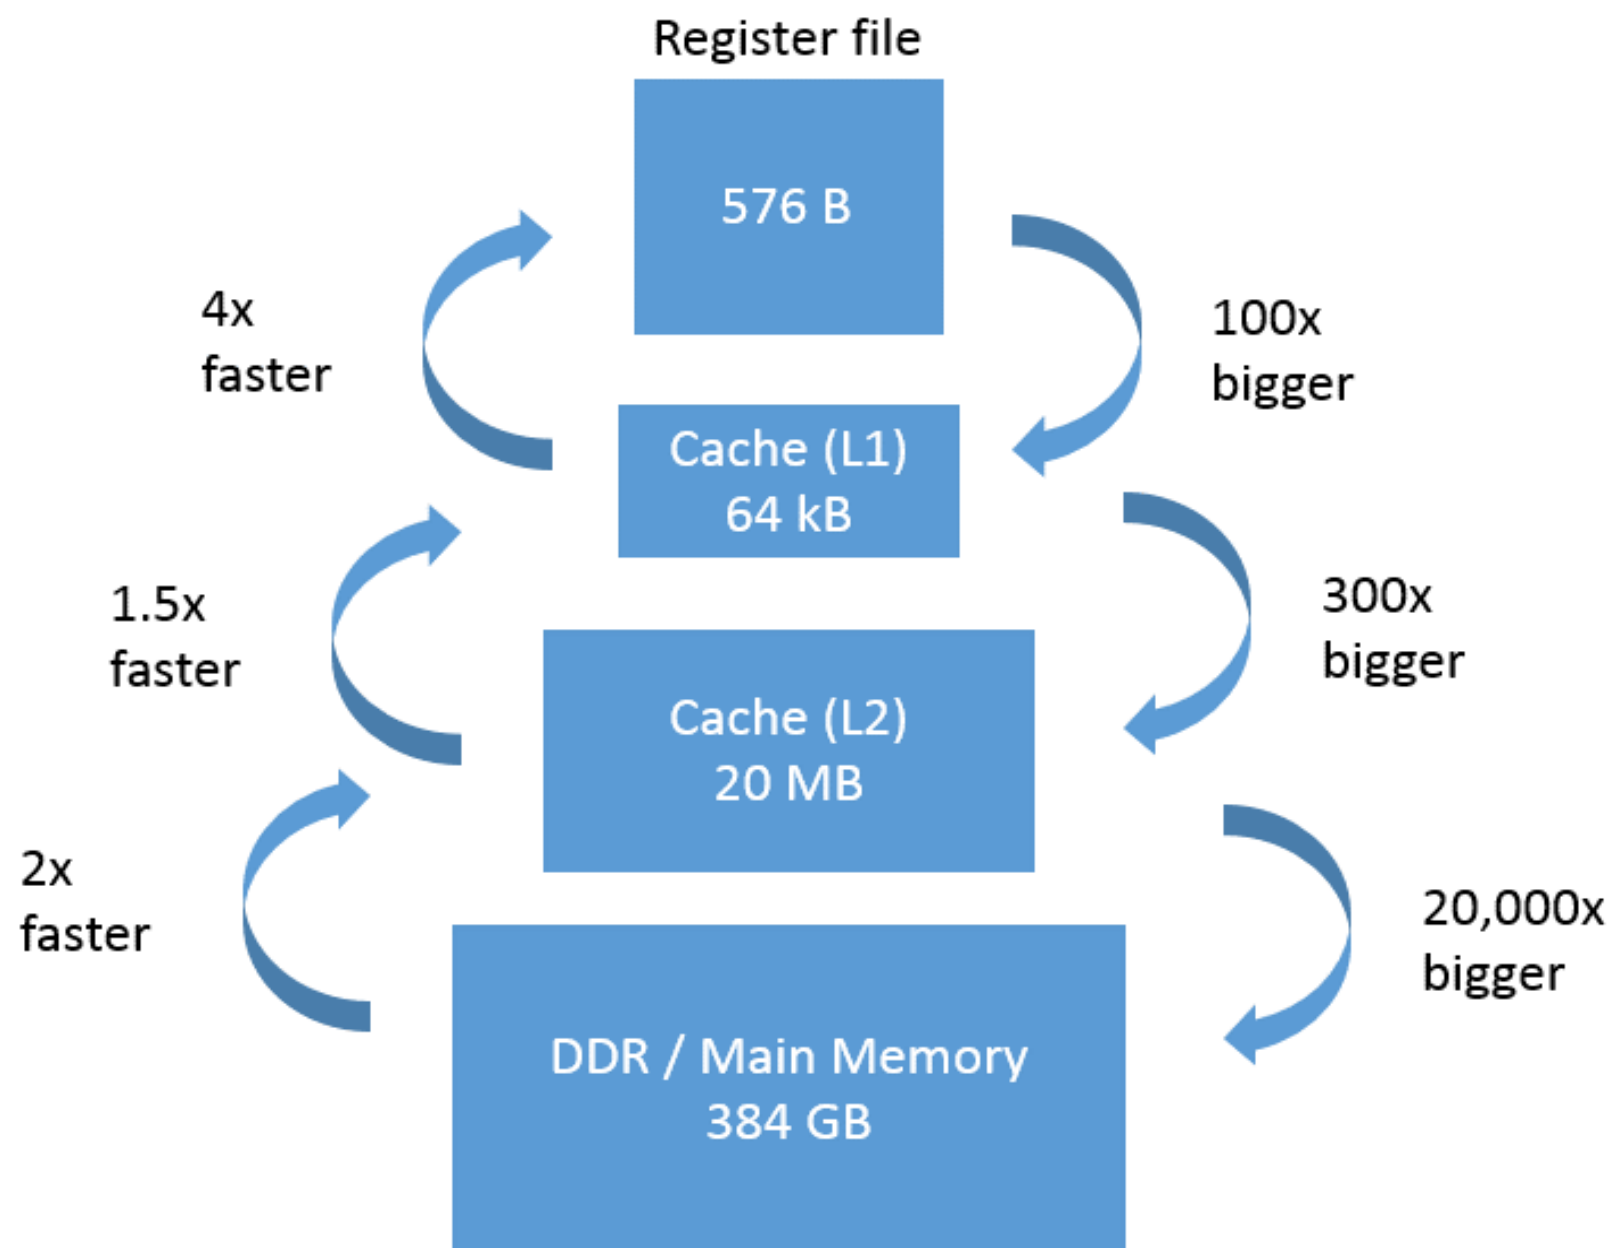 Register file
576 B
4x
faster
100x
bigger
Cache (L1)
64 kB
1.5x
faster
300x
bigger
Cache (L2)
20 MB
2x
faster
20,000x
bigger
DDR / Main Memory
384 GB